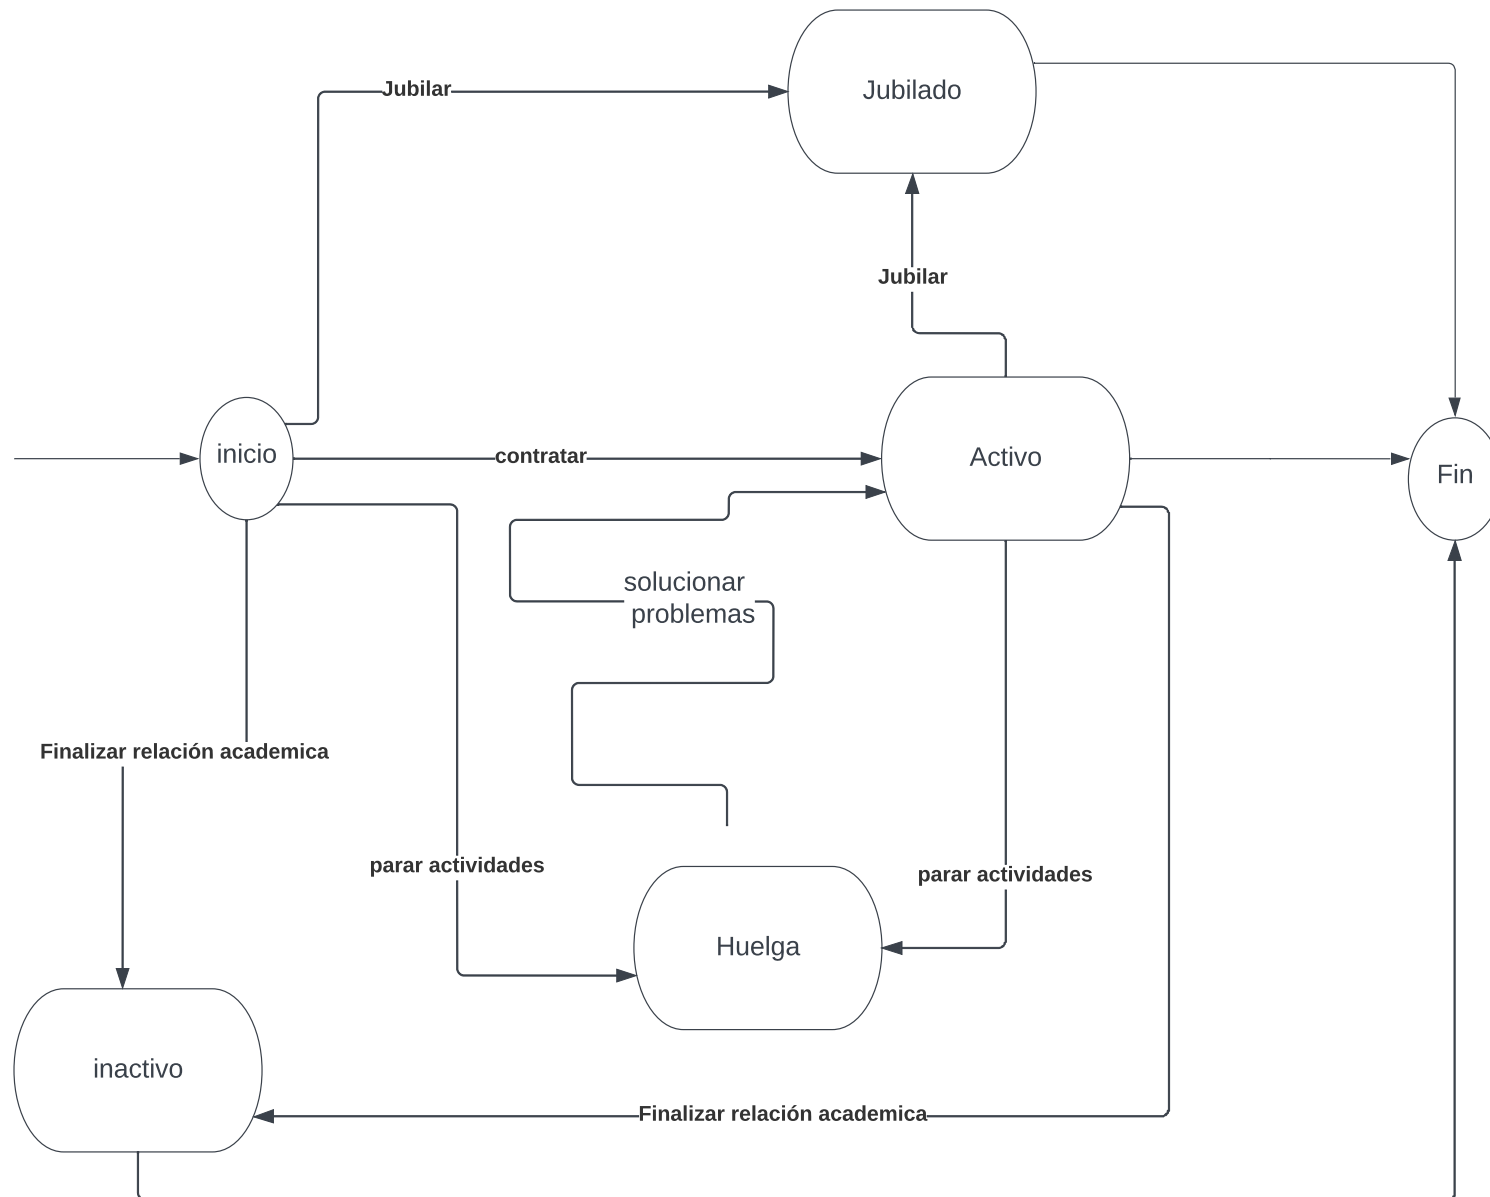 Jubilar
Jubilado
Jubilar
inicio
contratar
Activo
Fin
solucionar
problemas
Finalizar relación academica
parar actividades
parar actividades
Huelga
inactivo
Finalizar relación academica